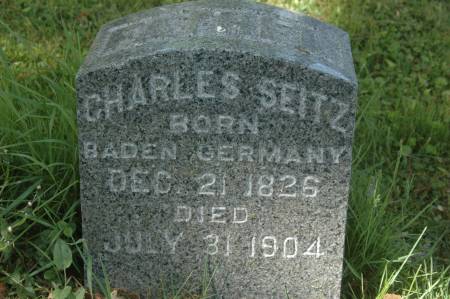 CHARLES SEITZ
BORN
BADEN GERMANY
DEC 21 1826
DIED
JULY 31 1904